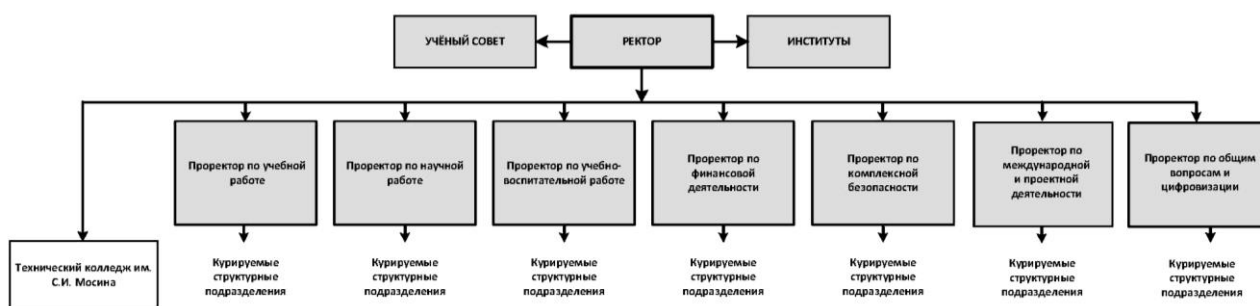 УЧЁНЫЙ СОВЕТ
РЕКТОР
ИНСТИТУТЫ
Проректор по учебной
работе
Проректор по научной
работе
Проректор по учебно-
воспитательной работе
Проректор по
финансовой
деятельности
Проректор по
комплексной
безопасности
Проректор по
международной
и проектной
деятельности
Проректор по общим
вопросам и
цифровизации
Технический колледж им.
С.И. Мосина
Курируемые
структурные
подразделения
Курируемые
структурные
подразделения
Курируемые
структурные
подразделения
Курируемые
структурные
подразделения
Курируемые
структурные
подразделения
Курируемые
структурные
подразделения
Курируемые
структурные
подразделения